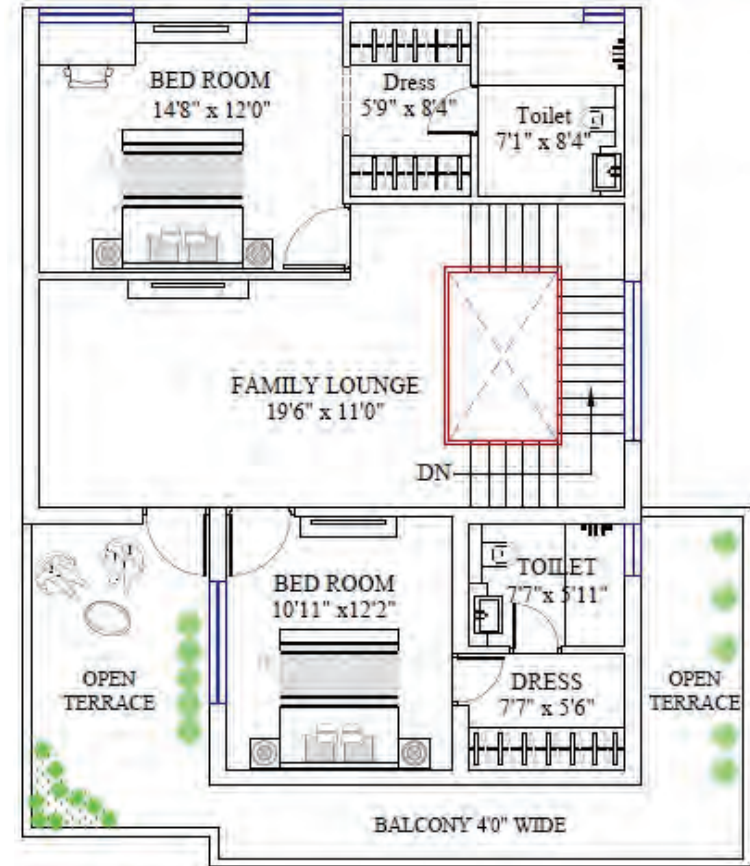 BED ROOM
14'8" x 12'0"
Dress
5'9" x 8'4"
Toilet
7'1" x 8'4"
FAMILY LOUNGE
19'6" x 11'0"
DN
BED ROOM
10'11" x12'2"
TOILET
7'7"x 5'11"
OPEN
TERRACE
DRESS
7'7" x 5'6"
OPEN
TERRACE
BALCONY 4'0" WIDE